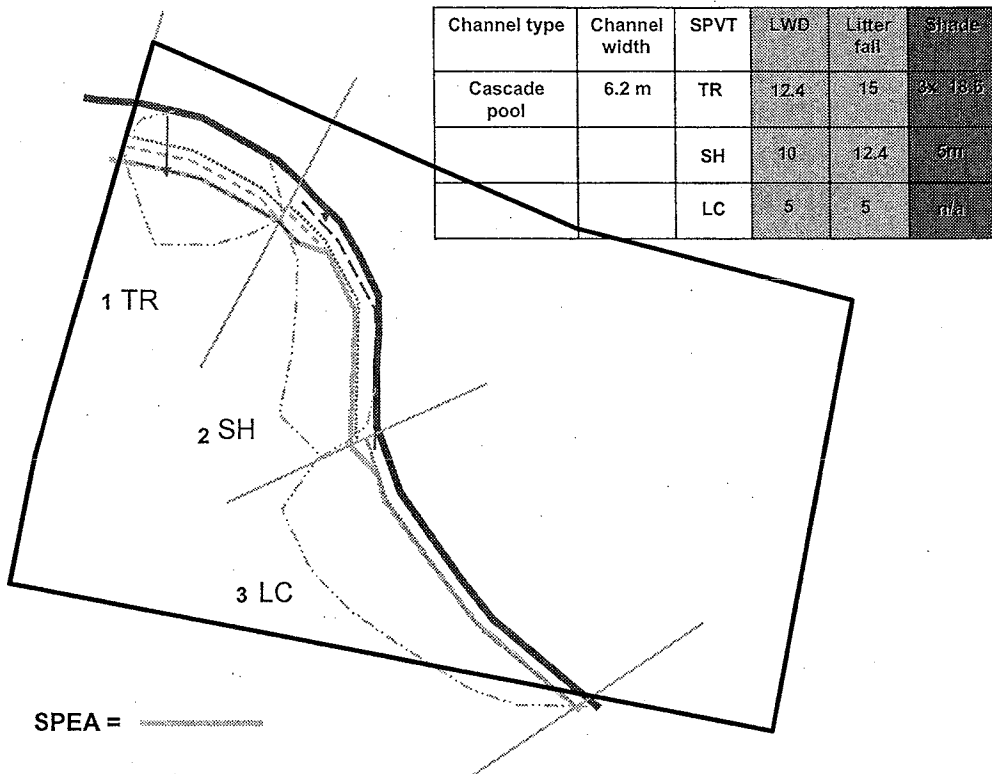 Channel type Channel width SPVT LWD Litter fall Shade
Cascade pool 6.2 m TR 12.4 15 3x 18.6
SH 10 12.4 5m
LC 5 5 n/a
1 TR
2 SH
3 LC
SPEA =